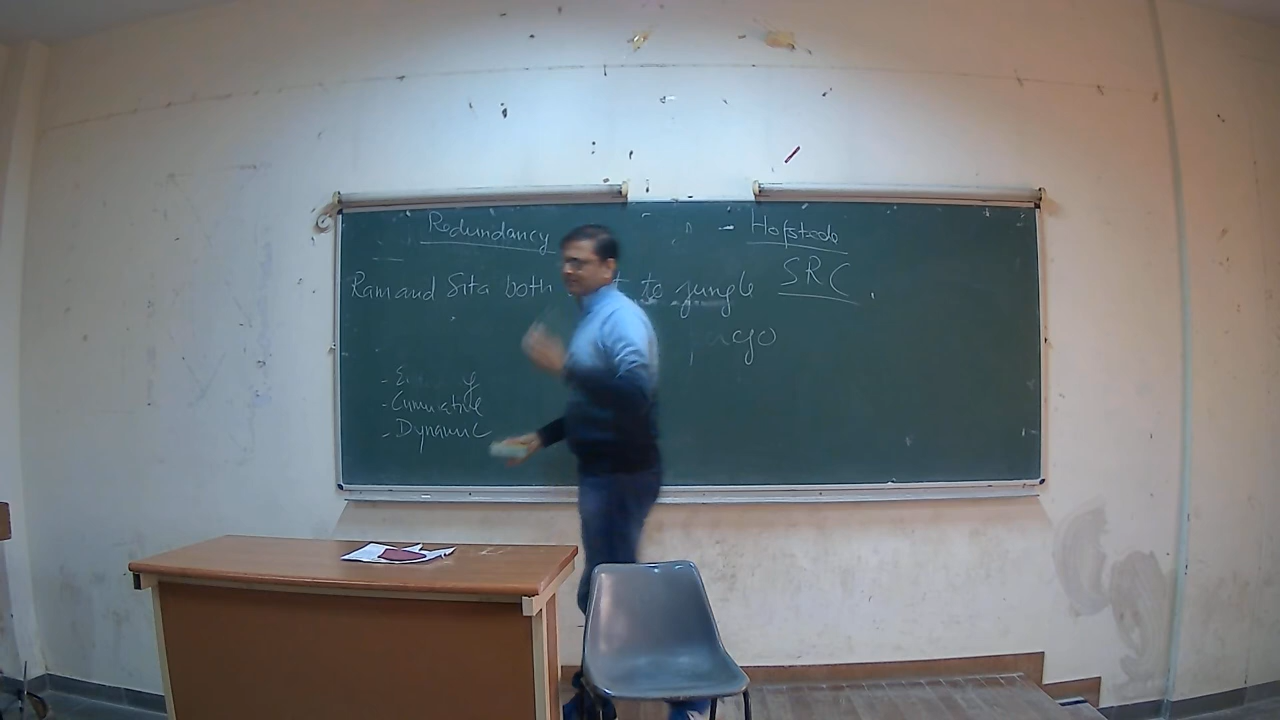 Redundancy - Hofstede
Ram and Sita both to jungle SRC
ago
- Cumulative
- Dynamic